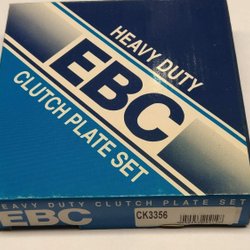 HEAVY DUTY
EBC
CLUTCH PLATE SET
HEAVY DUTY CLUTCH PLATE SET
EBC
CK3356